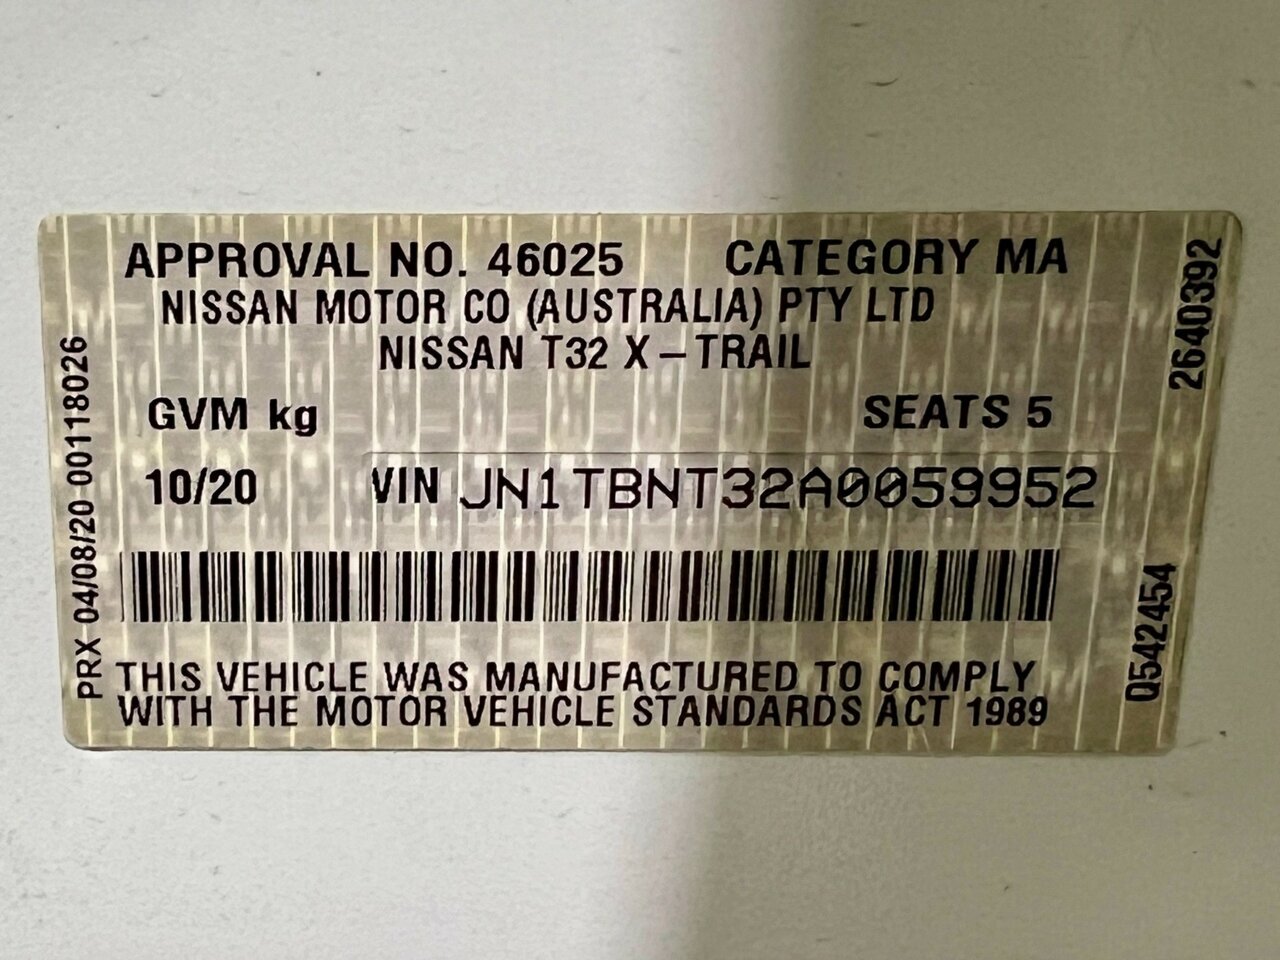 APPROVAL NO. 46025 CATEGORY MA
NISSAN MOTOR CO (AUSTRALIA) PTY LTD
NISSAN T32 X-TRAIL
GVM kg SEATS 5
10/20 VIN JN1TBNT32A0059952
THIS VEHICLE WAS MANUFACTURED TO COMPLY
WITH THE MOTOR VEHICLE STANDARDS ACT 1989
PRX 04/08/20 00118026
2640392
Q542454